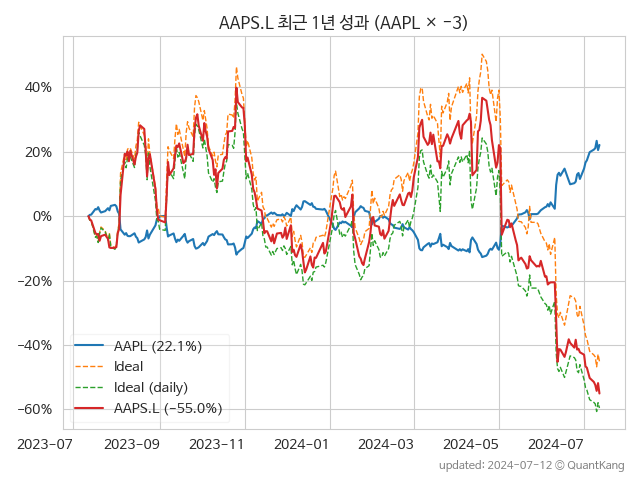 AAPS.L 최근 1년 성과 (AAPL × −3)
40%
20%
0%
−20%
−40%
−60%
AAPL (22.1%)
Ideal
Ideal (daily)
AAPS.L (−55.0%)
2023-07 2023-09 2023-11 2024-01 2024-03 2024-05 2024-07
updated: 2024-07-12 © QuantKang